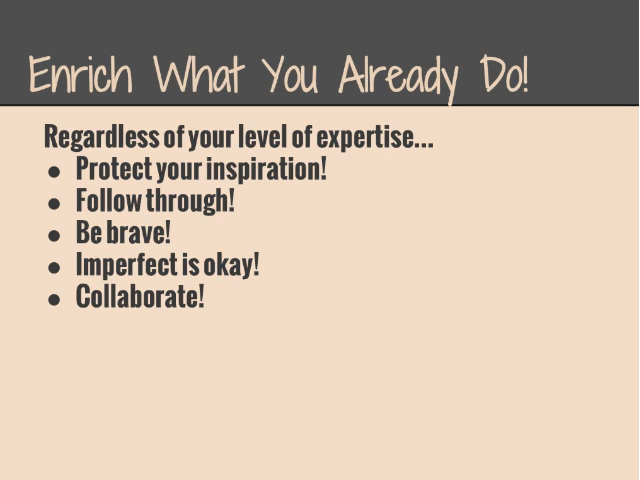 Enrich What You Already Do!
Regardless of your level of expertise...
● Protect your inspiration!
● Follow through!
● Be brave!
● Imperfect is okay!
● Collaborate!